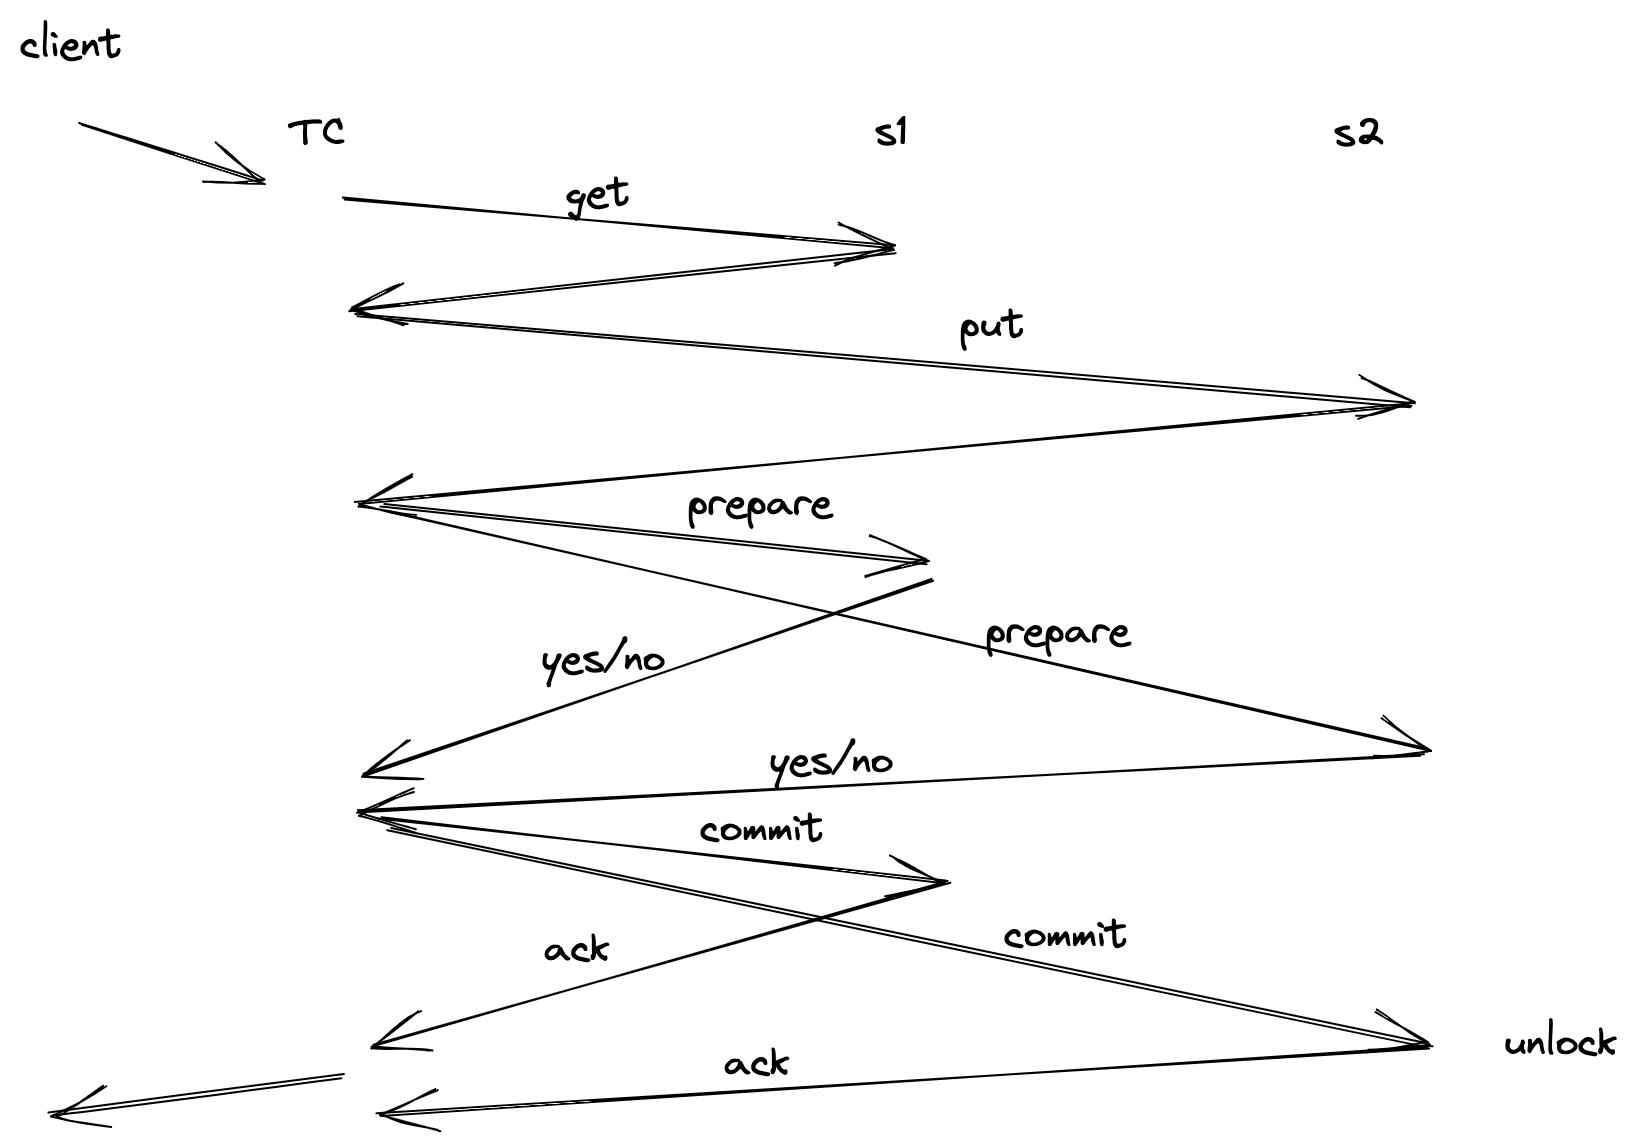 client
TC
s1
s2
get
put
prepare
prepare
yes/no
yes/no
commit
commit
ack
unlock
ack